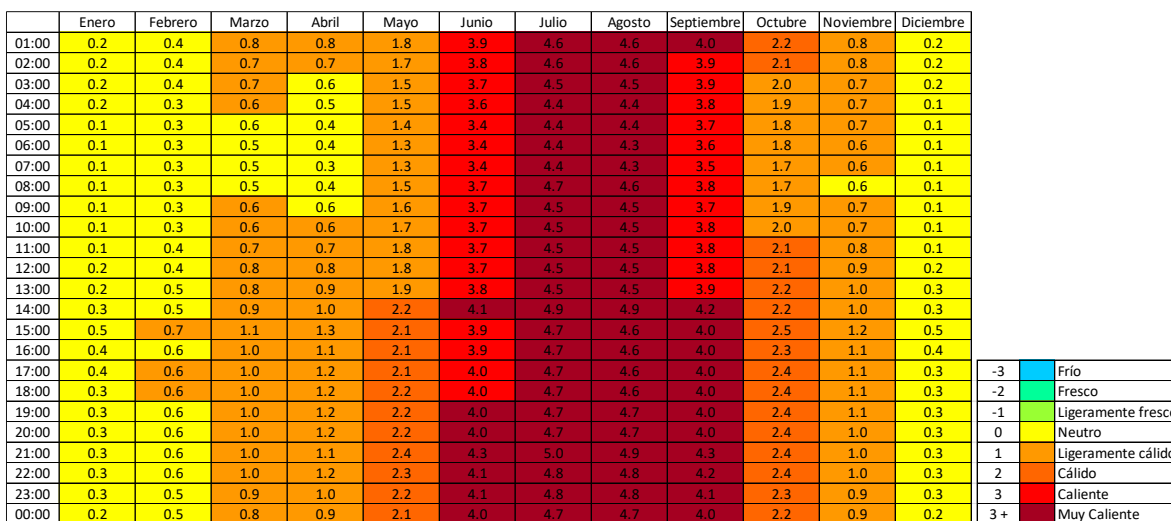 Enero Febrero Marzo Abril Mayo Junio Julio Agosto Septiembre Octubre Noviembre Diciembre
01:00 0.2 0.4 0.8 0.8 1.8 3.9 4.6 4.6 4.0 2.2 0.8 0.2
02:00 0.2 0.4 0.7 0.7 1.7 3.8 4.6 4.6 3.9 2.1 0.8 0.2
03:00 0.2 0.4 0.7 0.6 1.5 3.7 4.5 4.5 3.9 2.0 0.7 0.2
04:00 0.2 0.3 0.6 0.5 1.5 3.6 4.4 4.4 3.8 1.9 0.7 0.1
05:00 0.1 0.3 0.6 0.4 1.4 3.4 4.4 4.4 3.7 1.8 0.7 0.1
06:00 0.1 0.3 0.5 0.4 1.3 3.4 4.4 4.3 3.6 1.8 0.6 0.1
07:00 0.1 0.3 0.5 0.3 1.3 3.4 4.4 4.3 3.5 1.7 0.6 0.1
08:00 0.1 0.3 0.5 0.4 1.5 3.7 4.7 4.6 3.8 1.7 0.6 0.1
09:00 0.1 0.3 0.6 0.6 1.6 3.7 4.5 4.5 3.7 1.9 0.7 0.1
10:00 0.1 0.3 0.6 0.6 1.7 3.7 4.5 4.5 3.8 2.0 0.7 0.1
11:00 0.1 0.4 0.7 0.7 1.8 3.7 4.5 4.5 3.8 2.1 0.8 0.1
12:00 0.2 0.4 0.8 0.8 1.8 3.7 4.5 4.5 3.8 2.1 0.9 0.2
13:00 0.2 0.5 0.8 0.9 1.9 3.8 4.5 4.5 3.9 2.2 1.0 0.3
14:00 0.3 0.5 0.9 1.0 2.2 4.1 4.9 4.9 4.2 2.2 1.0 0.3
15:00 0.5 0.7 1.1 1.3 2.1 3.9 4.7 4.6 4.0 2.5 1.2 0.5
16:00 0.4 0.6 1.0 1.1 2.1 3.9 4.7 4.6 4.0 2.3 1.1 0.4
17:00 0.4 0.6 1.0 1.2 2.1 4.0 4.7 4.6 4.0 2.4 1.1 0.3 -3 Frío
18:00 0.3 0.6 1.0 1.2 2.2 4.0 4.7 4.6 4.0 2.4 1.1 0.3 -2 Fresco
19:00 0.3 0.6 1.0 1.2 2.2 4.0 4.7 4.7 4.0 2.4 1.1 0.3 -1 Ligeramente fresco
20:00 0.3 0.6 1.0 1.2 2.2 4.0 4.7 4.7 4.0 2.4 1.0 0.3 0 Neutro
21:00 0.3 0.6 1.0 1.1 2.4 4.3 5.0 4.9 4.3 2.4 1.0 0.3 1 Ligeramente cálido
22:00 0.3 0.6 1.0 1.2 2.3 4.1 4.8 4.8 4.2 2.4 1.0 0.3 2 Cálido
23:00 0.3 0.5 0.9 1.0 2.2 4.1 4.8 4.8 4.1 2.3 0.9 0.3 3 Caliente
00:00 0.2 0.5 0.8 0.9 2.1 4.0 4.7 4.7 4.0 2.2 0.9 0.2 3 + Muy Caliente